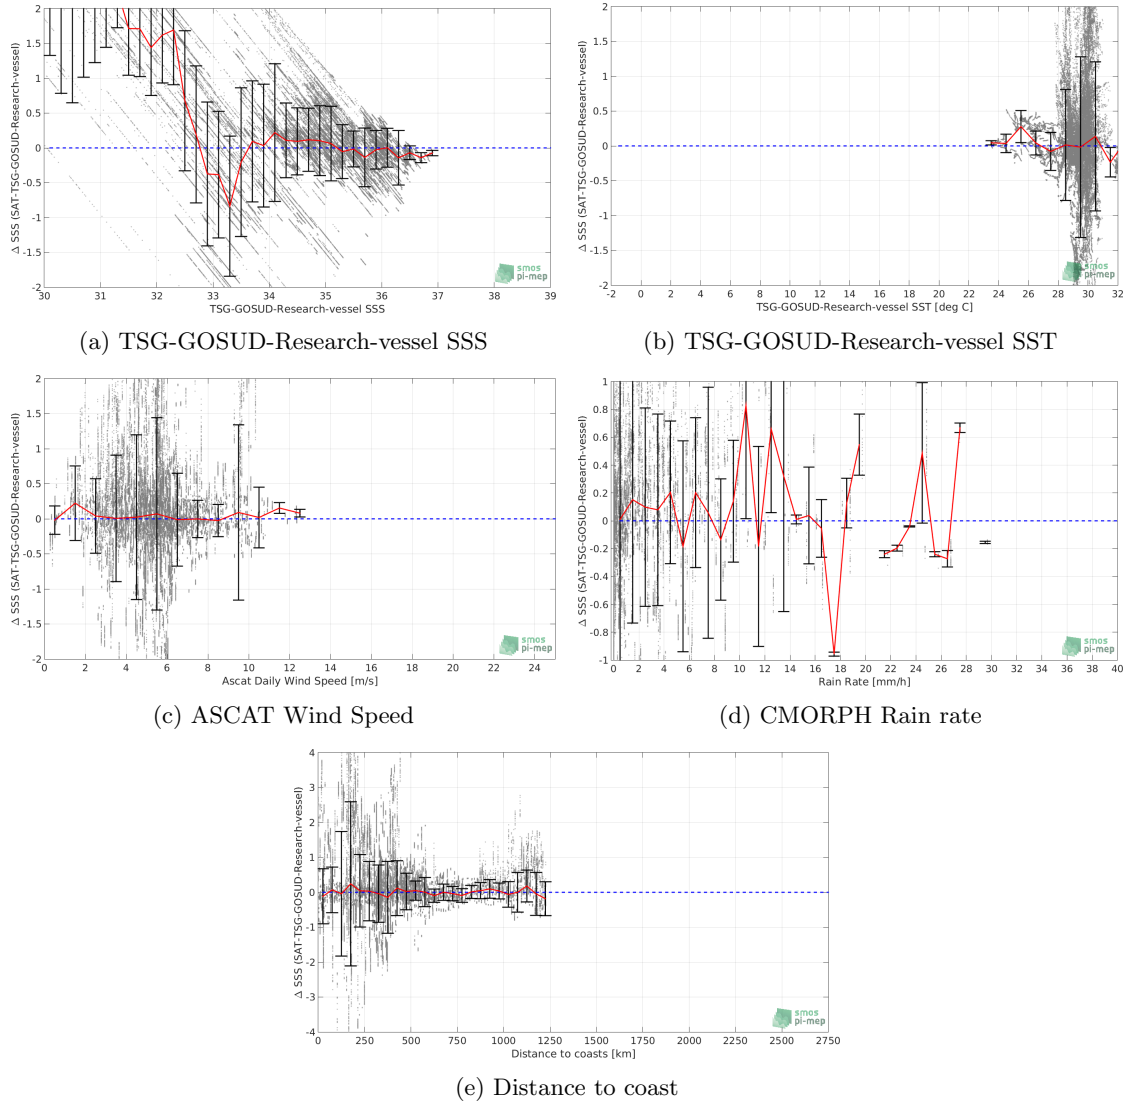 Δ SSS (SAT-TSG-GOSUD-Research-vessel)
2
1.5
1
0.5
0
-0.5
-1
-1.5
-2
30 31 32 33 34 35 36 37 38 39
TSG-GOSUD-Research-vessel SSS
smos
pi-mep
(a) TSG-GOSUD-Research-vessel SSS
Δ SSS (SAT-TSG-GOSUD-Research-vessel)
2
1.5
1
0.5
0
-0.5
-1
-1.5
-2
-2 0 2 4 6 8 10 12 14 16 18 20 22 24 26 28 30 32
TSG-GOSUD-Research-vessel SST [deg C]
smos
pi-mep
(b) TSG-GOSUD-Research-vessel SST
Δ SSS (SAT-TSG-GOSUD-Research-vessel)
2
1.5
1
0.5
0
-0.5
-1
-1.5
-2
0 2 4 6 8 10 12 14 16 18 20 22 24
Ascat Daily Wind Speed [m/s]
smos
pi-mep
(c) ASCAT Wind Speed
Δ SSS (SAT-TSG-GOSUD-Research-vessel)
1
0.8
0.6
0.4
0.2
0
-0.2
-0.4
-0.6
-0.8
-1
0 2 4 6 8 10 12 14 16 18 20 22 24 26 28 30 32 34 36 38 40
Rain Rate [mm/h]
smos
pi-mep
(d) CMORPH Rain rate
Δ SSS (SAT-TSG-GOSUD-Research-vessel)
4
3
2
1
0
-1
-2
-3
-4
0 250 500 750 1000 1250 1500 1750 2000 2250 2500 2750
Distance to coasts [km]
smos
pi-mep
(e) Distance to coast